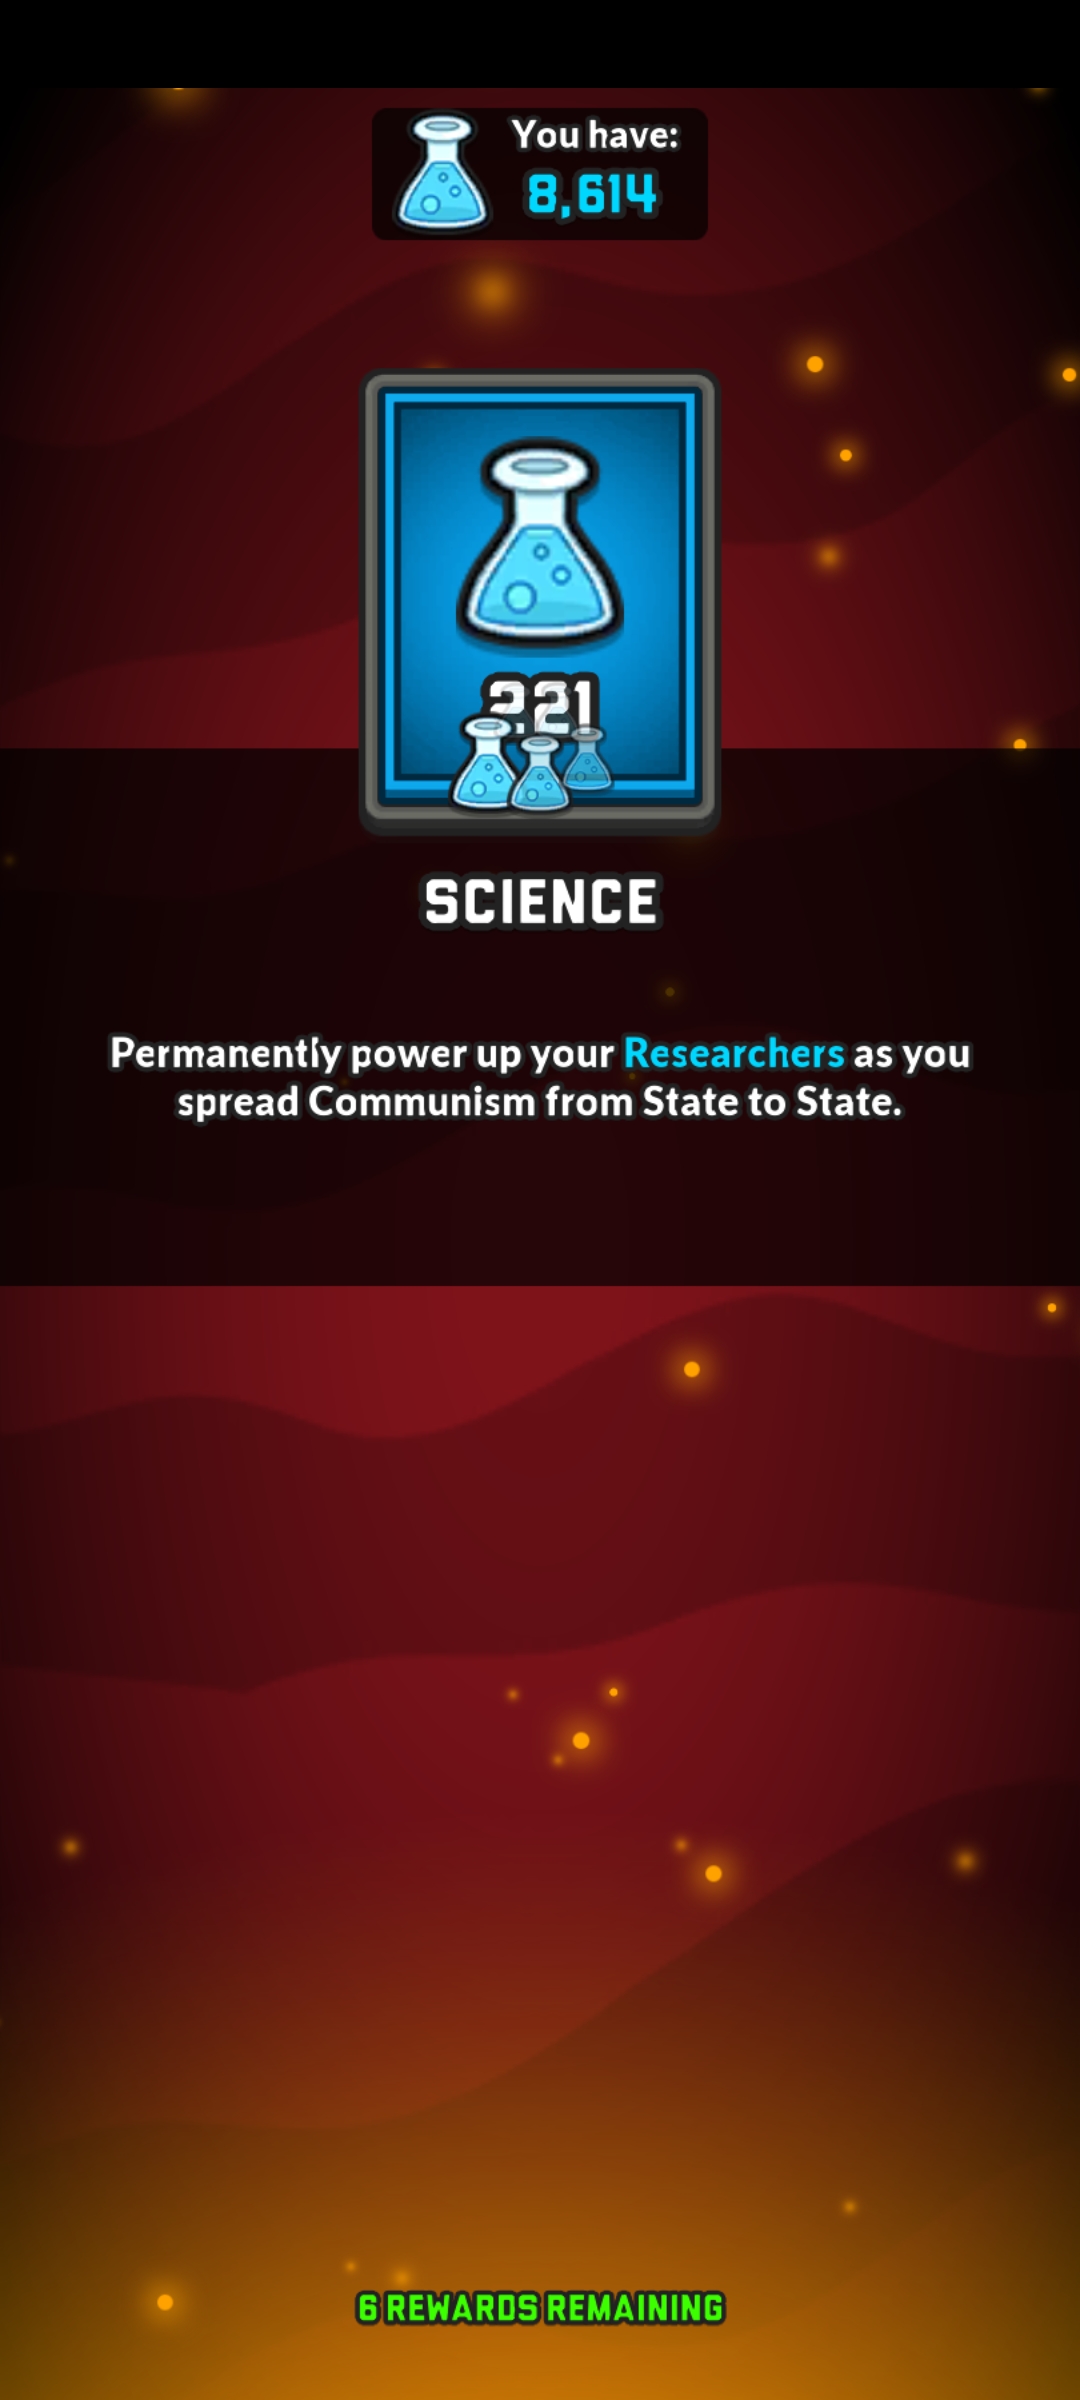 You have:
8,614
221
SCIENCE
Permanently power up your Researchers as you
spread Communism from State to State.
6 REWARDS REMAINING